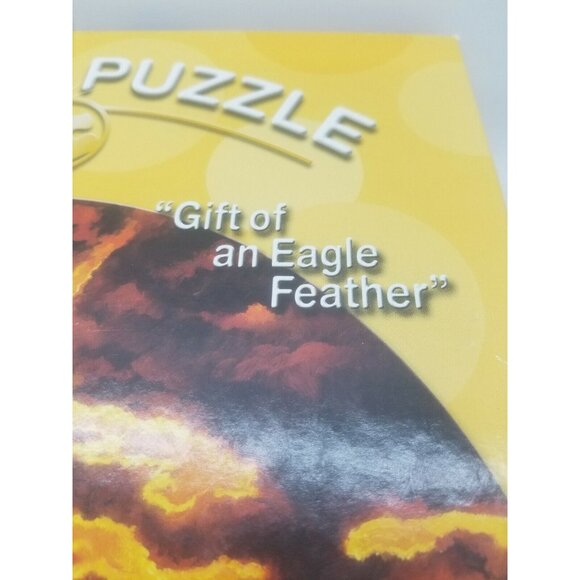 PUZZLE
“Gift of
an Eagle
Feather”